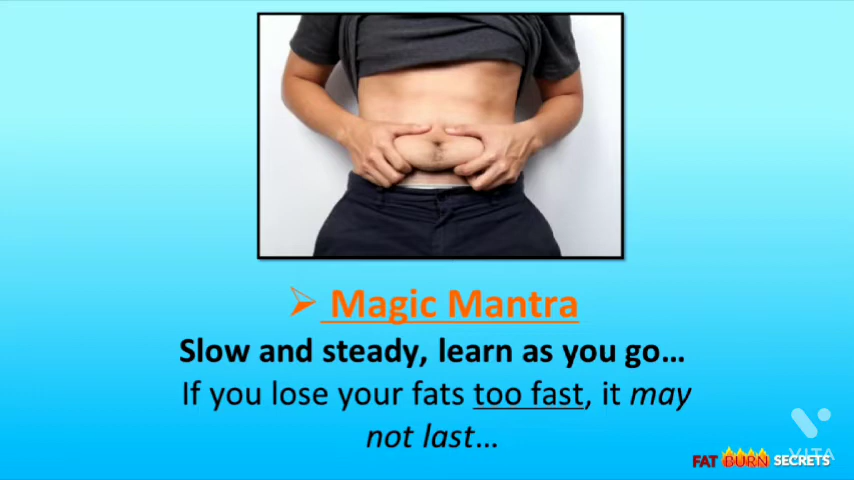 Magic Mantra
Slow and steady, learn as you go...
If you lose your fats too fast, it may
not last...
VITA
FAT BURN SECRETS